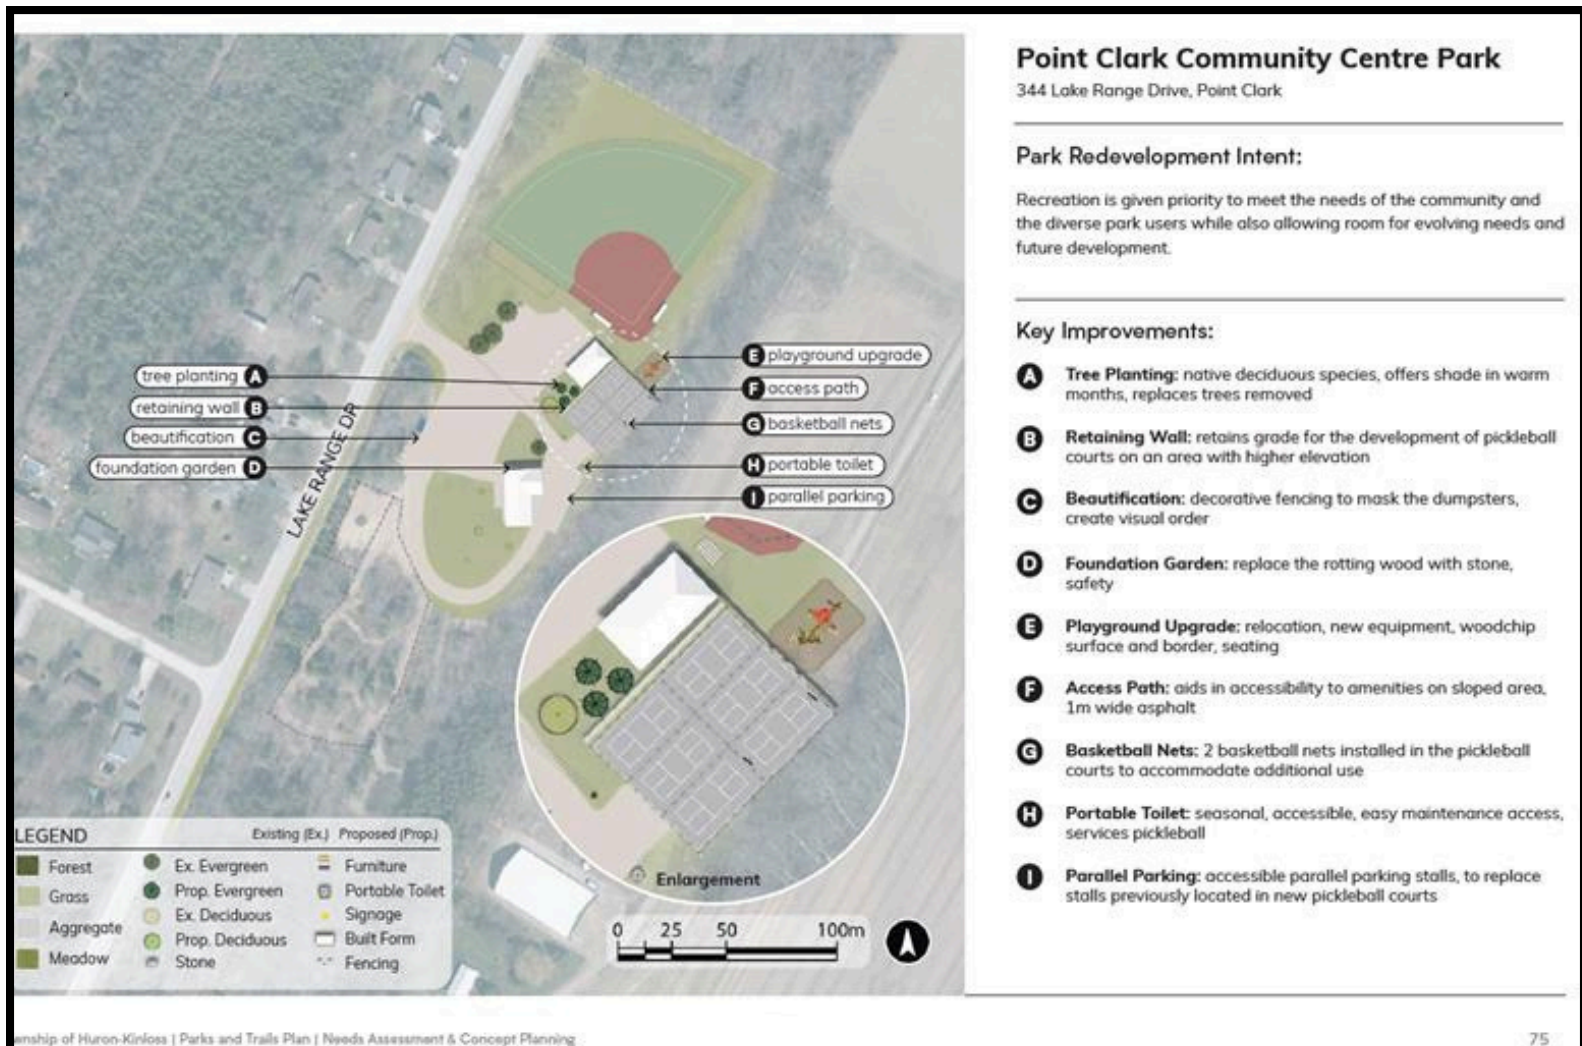 Point Clark Community Centre Park
344 Lake Range Drive, Point Clark
Park Redevelopment Intent:
Recreation is given priority to meet the needs of the community and
the diverse park users while also allowing room for evolving needs and
future development.
Key Improvements:
A Tree Planting: native deciduous species, offers shade in warm
months, replaces trees removed
B Retaining Wall: retains grade for the development of pickleball
courts on an area with higher elevation
C Beautification: decorative fencing to mask the dumpsters,
create visual order
D Foundation Garden: replace the rotting wood with stone,
safety
E Playground Upgrade: relocation, new equipment, woodchip
surface and border, seating
F Access Path: aids in accessibility to amenities on sloped area,
1m wide asphalt
G Basketball Nets: 2 basketball nets installed in the pickleball
courts to accommodate additional use
H Portable Toilet: seasonal, accessible, easy maintenance access,
services pickleball
I Parallel Parking: accessible parallel parking stalls, to replace
stalls previously located in new pickleball courts
tree planting A
retaining wall B
beautification C
foundation garden D
E playground upgrade
F access path
G basketball nets
H portable toilet
I parallel parking
LAKE RANGE DR
Enlargement
LEGEND
Existing (Ex.) Proposed (Prop.)
Forest
Grass
Aggregate
Meadow
Ex. Evergreen
Prop. Evergreen
Ex. Deciduous
Prop. Deciduous
Stone
Furniture
Portable Toilet
Signage
Built Form
Fencing
0 25 50 100m
wnship of Huron-Kinloss | Parks and Trails Plan | Needs Assessment & Concept Planning
75